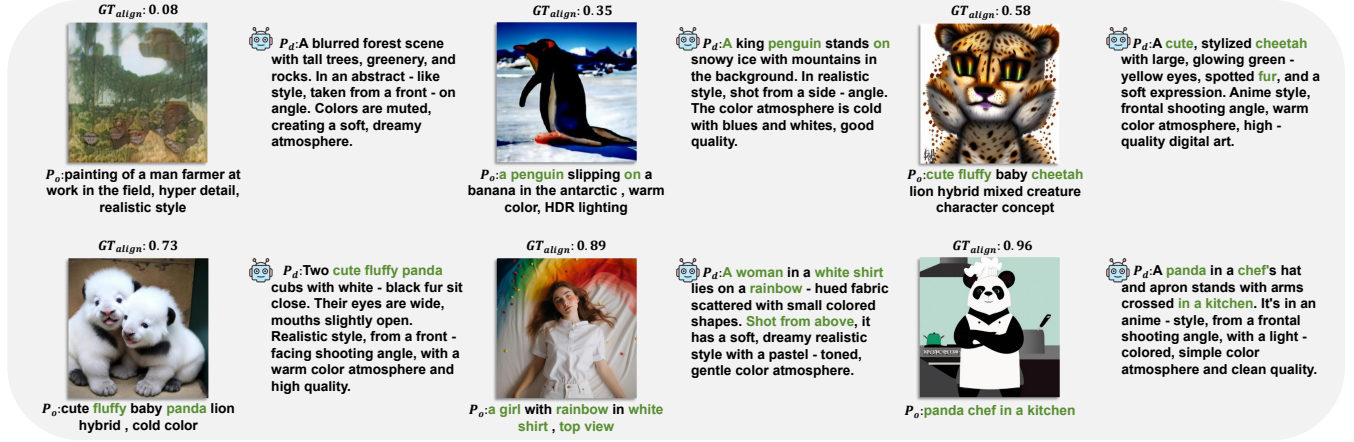 GT_align: 0.08
P_d:A blurred forest scene
with tall trees, greenery, and
rocks. In an abstract - like
style, taken from a front - on
angle. Colors are muted,
creating a soft, dreamy
atmosphere.
P_o:painting of a man farmer at
work in the field, hyper detail,
realistic style
GT_align: 0.35
P_d:A king penguin stands on
snowy ice with mountains in
the background. In realistic
style, shot from a side - angle.
The color atmosphere is cold
with blues and whites, good
quality.
P_o:a penguin slipping on a
banana in the antarctic , warm
color, HDR lighting
GT_align: 0.58
P_d:A cute, stylized cheetah
with large, glowing green -
yellow eyes, spotted fur, and a
soft expression. Anime style,
frontal shooting angle, warm
color atmosphere, high -
quality digital art.
P_o:cute fluffy baby cheetah
lion hybrid mixed creature
character concept
GT_align: 0.73
P_d:Two cute fluffy panda
cubs with white - black fur sit
close. Their eyes are wide,
mouths slightly open.
Realistic style, from a front -
facing shooting angle, with a
warm color atmosphere and
high quality.
P_o:cute fluffy baby panda lion
hybrid , cold color
GT_align: 0.89
P_d:A woman in a white shirt
lies on a rainbow - hued fabric
scattered with small colored
shapes. Shot from above, it
has a soft, dreamy realistic
style with a pastel - toned,
gentle color atmosphere.
P_o:a girl with rainbow in white
shirt , top view
GT_align: 0.96
P_d:A panda in a chef's hat
and apron stands with arms
crossed in a kitchen. It's in an
anime - style, from a frontal
shooting angle, with a light -
colored, simple color
atmosphere and clean quality.
P_o:panda chef in a kitchen